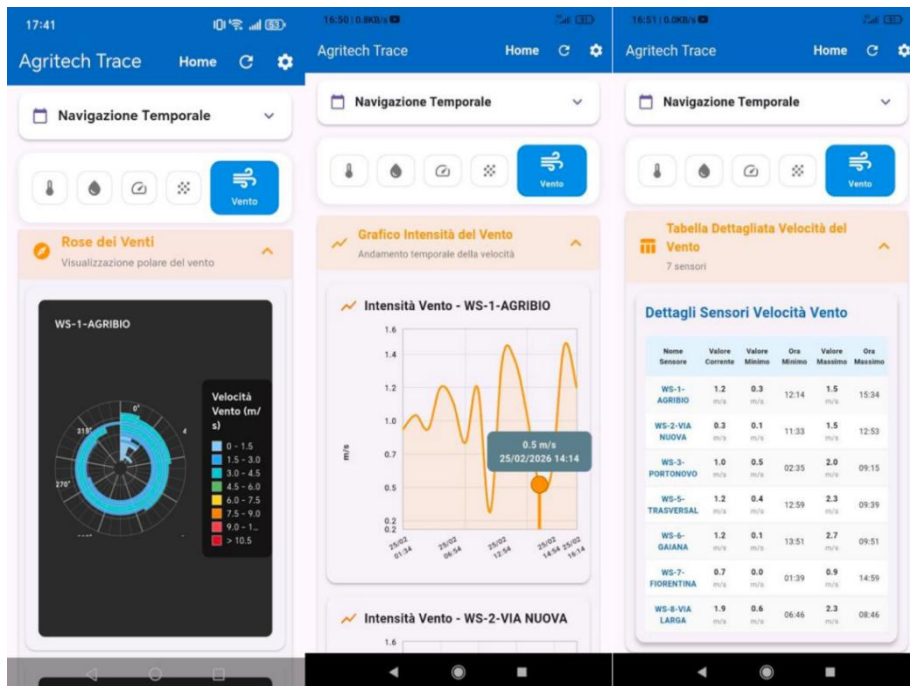 17:41
53
Agritech Trace Home
Navigazione Temporale
Vento
Rose dei Venti
Visualizzazione polare del vento
WS-1-AGRIBIO
0°
315°
270°
4
Velocità
Vento (m/
s)
0 - 1.5
1.5 - 3.0
3.0 - 4.5
4.5 - 6.0
6.0 - 7.5
7.5 - 9.0
9.0 - 1...
> 10.5
16:50 | 0.8KB/s
Agritech Trace Home
Navigazione Temporale
Vento
Grafico Intensità del Vento
Andamento temporale della velocità
Intensità Vento - WS-1-AGRIBIO
1.6
1.4
1.2
1.0
0.7
0.5
0.2
0.2
m/s
0.5 m/s
25/02/2026 14:14
25/02
01:34
25/02
06:54
25/02
12:54
25/02
14:54
25/02
16:14
Intensità Vento - WS-2-VIA NUOVA
1.6
16:51 | 0.0KB/s
Agritech Trace Home
Navigazione Temporale
Vento
Tabella Dettagliata Velocità del
Vento
7 sensori
Dettagli Sensori Velocità Vento
Nome Valore Valore Ora Valore Ora
Sensore Corrente Minimo Minimo Massimo Massimo
WS-1-
AGRIBIO 1.2 m/s 0.3 m/s 12:14 1.5 m/s 15:34
WS-2-VIA
NUOVA 0.3 m/s 0.1 m/s 11:33 1.5 m/s 12:53
WS-3-
PORTONOVO 1.0 m/s 0.5 m/s 02:35 2.0 m/s 09:15
WS-5-
TRASVERSAL 1.2 m/s 0.4 m/s 12:59 2.3 m/s 09:39
WS-6-
GAIANA 1.2 m/s 0.1 m/s 13:51 2.7 m/s 09:51
WS-7-
FIORENTINA 0.7 m/s 0.0 m/s 01:39 0.9 m/s 14:59
WS-8-VIA
LARGA 1.9 m/s 0.6 m/s 06:46 2.3 m/s 08:46